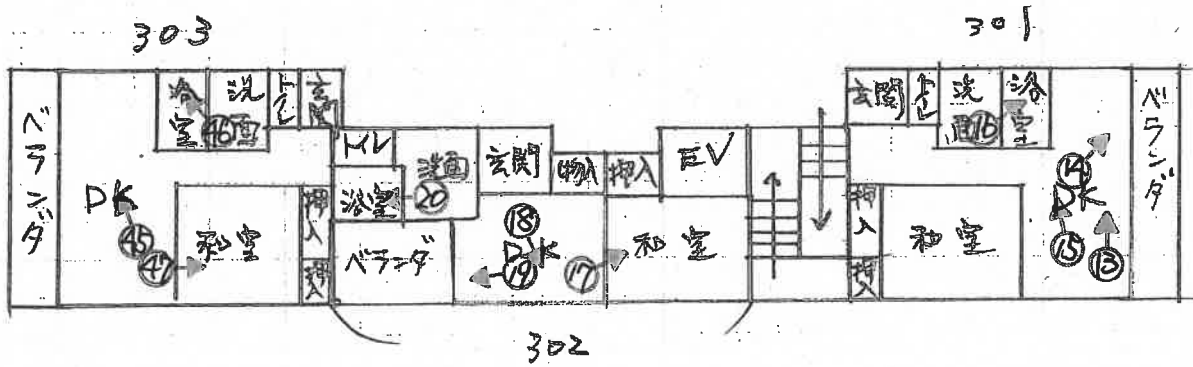 303
301
ベランダ
浴室
洗面
トイレ
玄関
㊻
DK
㊺
㊼
和室
押入
押入
浴室
洗面
⑳
玄関
物入
押入
EV
ベランダ
⑱
DK
⑲
⑰
和室
玄関
トイレ
洗面
浴室
⑯
押入
押入
和室
⑭
DK
⑮
⑬
ベランダ
302